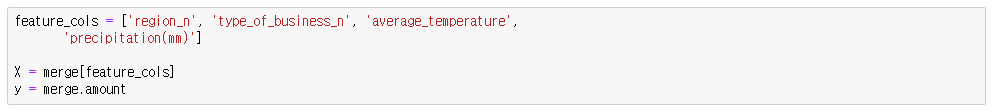 feature_cols = ['region_n', 'type_of_business_n', 'average_temperature',
'precipitation(mm)']
X = merge[feature_cols]
y = merge.amount